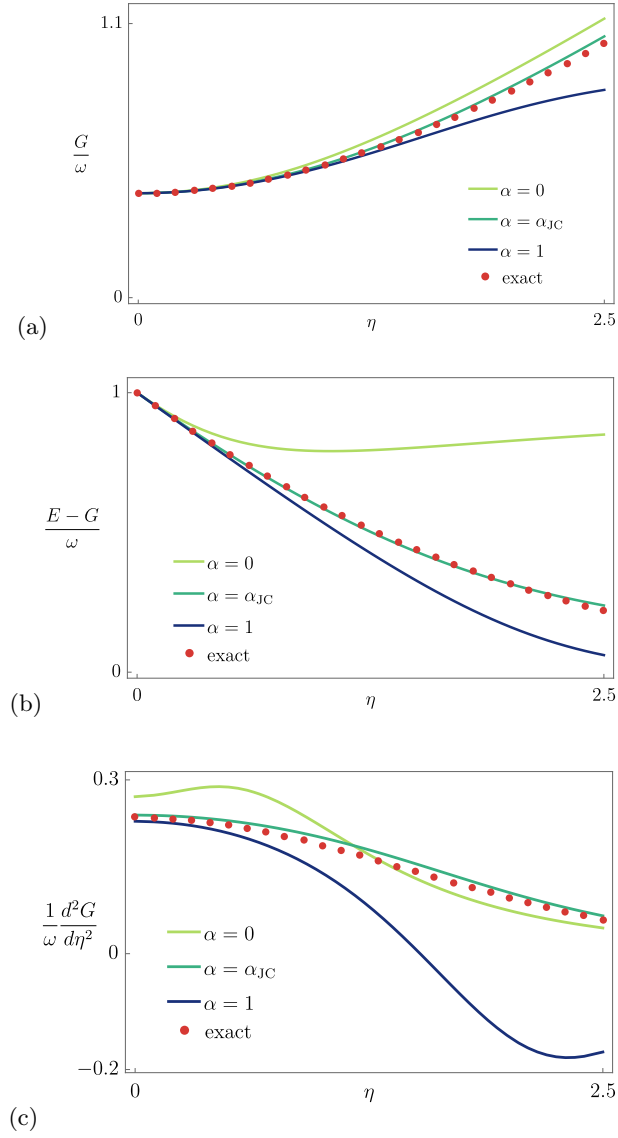 1.1
G/ω
α = 0
α = α_JC
α = 1
exact
0
0 η 2.5
(a)
1
E − G/ω
α = 0
α = α_JC
α = 1
exact
0
0 η 2.5
(b)
0.3
1/ω d²G/dη²
0
α = 0
α = α_JC
α = 1
exact
−0.2
0 η 2.5
(c)